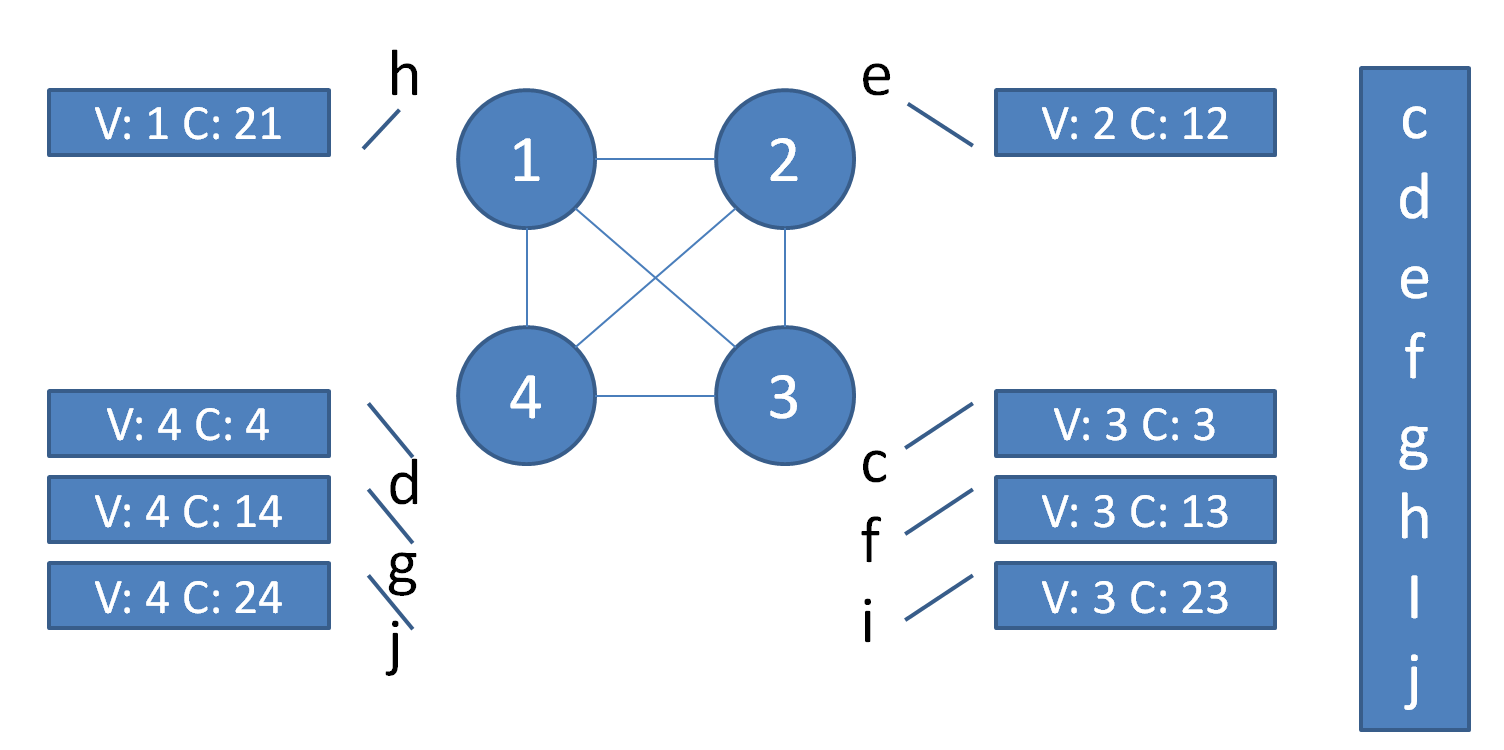 h
e
V: 1 C: 21
1
2
V: 2 C: 12
V: 4 C: 4
4
3
V: 3 C: 3
d
c
V: 4 C: 14
V: 3 C: 13
g
f
V: 4 C: 24
V: 3 C: 23
j
i
c
d
e
f
g
h
I
j